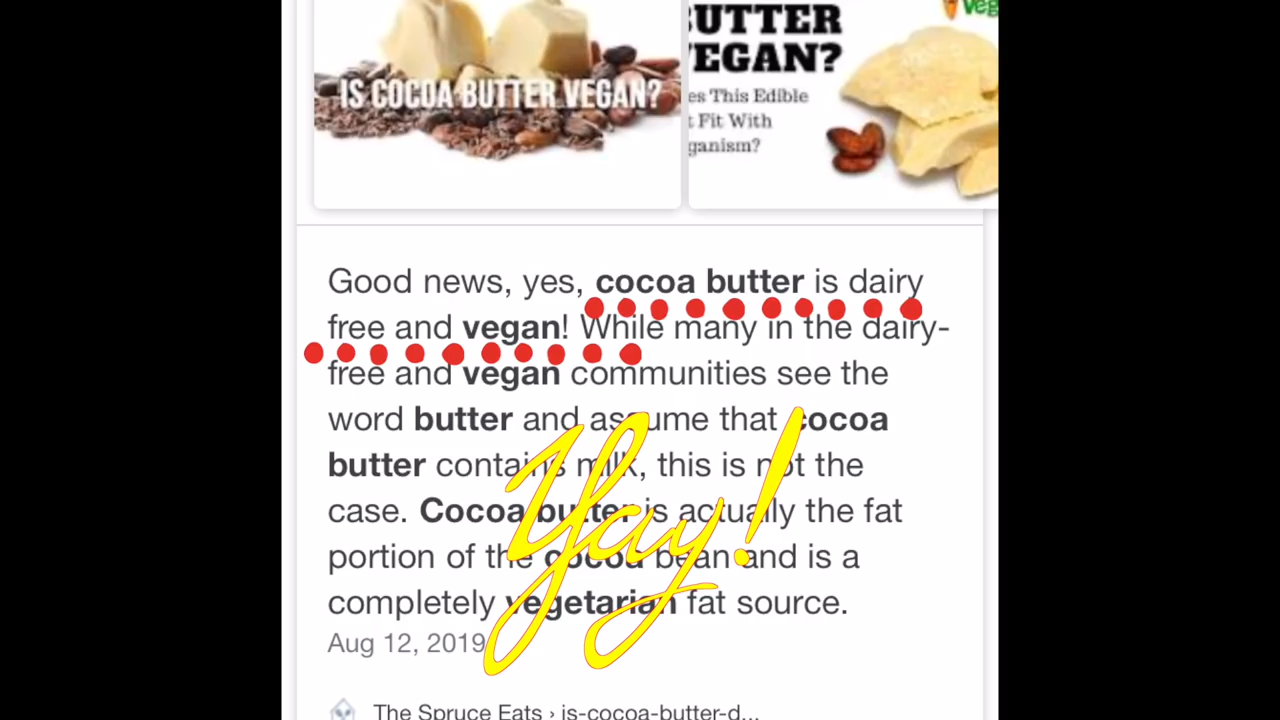 IS COCOA BUTTER VEGAN?
UTTER
EGAN?
es This Edible
t Fit With
ganism?
Good news, yes, cocoa butter is dairy
free and vegan! While many in the dairy-
free and vegan communities see the
word butter and assume that cocoa
butter contains milk, this is not the
case. Cocoa butter is actually the fat
portion of the cocoa bean and is a
completely vegetarian fat source.
Yay!
Aug 12, 2019
The Spruce Eats › is-cocoa-butter-d...